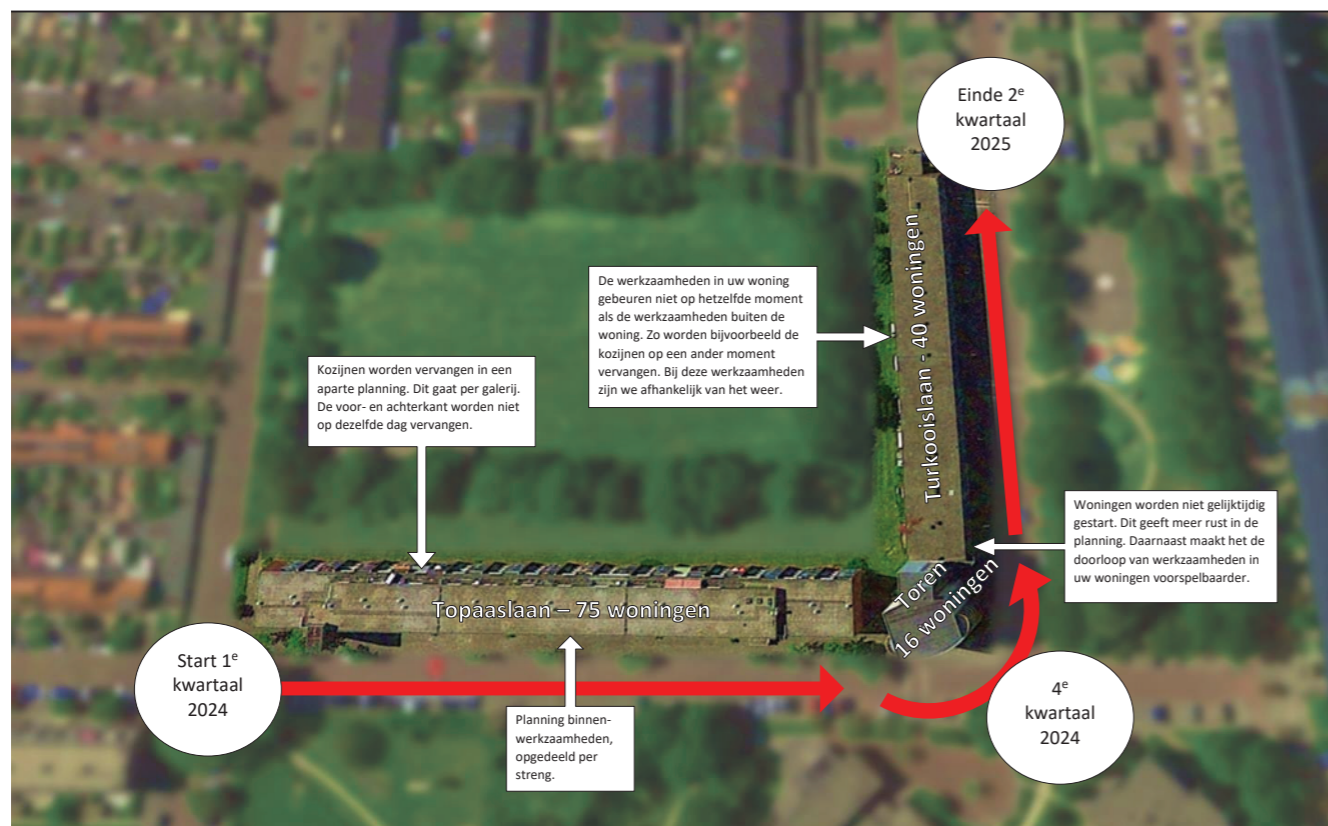 Einde 2e
kwartaal
2025
De werkzaamheden in uw woning
gebeuren niet op hetzelfde moment
als de werkzaamheden buiten de
woning. Zo worden bijvoorbeeld de
kozijnen op een ander moment
vervangen. Bij deze werkzaamheden
zijn we afhankelijk van het weer.
Turkooislaan - 40 woningen
Kozijnen worden vervangen in een
aparte planning. Dit gaat per galerij.
De voor- en achterkant worden niet
op dezelfde dag vervangen.
Woningen worden niet gelijktijdig
gestart. Dit geeft meer rust in de
planning. Daarnaast maakt het de
doorloop van werkzaamheden in
uw woningen voorspelbaarder.
Topaaslaan – 75 woningen
Toren
16 woningen
Start 1e
kwartaal
2024
Planning binnen-
werkzaamheden,
opgedeeld per
streng.
4e
kwartaal
2024